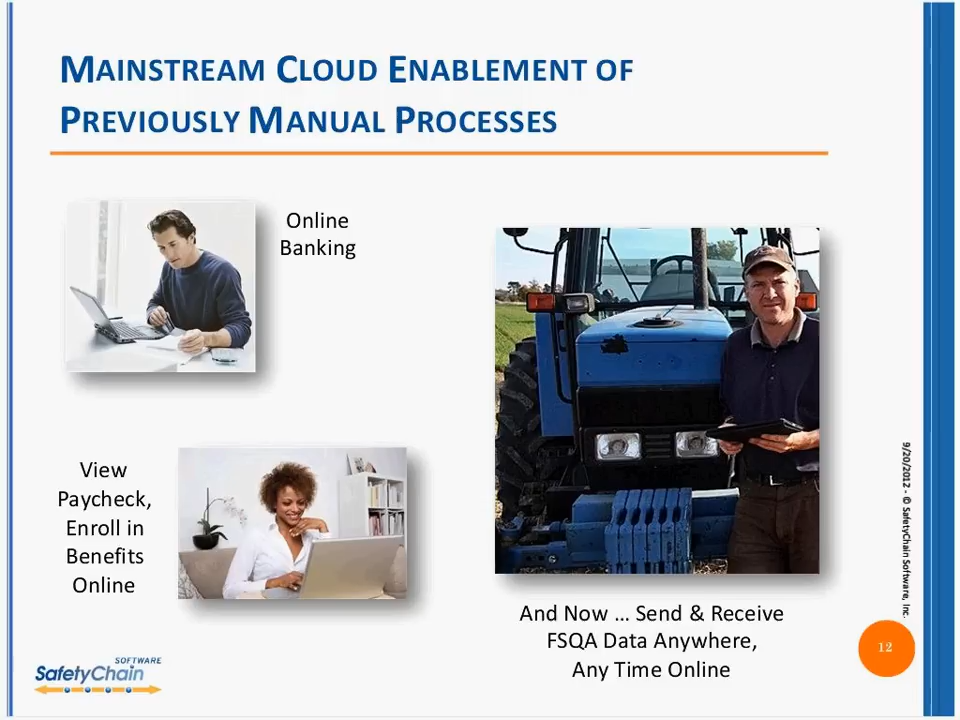 MAINSTREAM CLOUD ENABLEMENT OF
PREVIOUSLY MANUAL PROCESSES
Online
Banking
View
Paycheck,
Enroll in
Benefits
Online
And Now ... Send & Receive
FSQA Data Anywhere,
Any Time Online
9/20/2012 - © SafetyChain Software, Inc.
12
SOFTWARE
SafetyChain